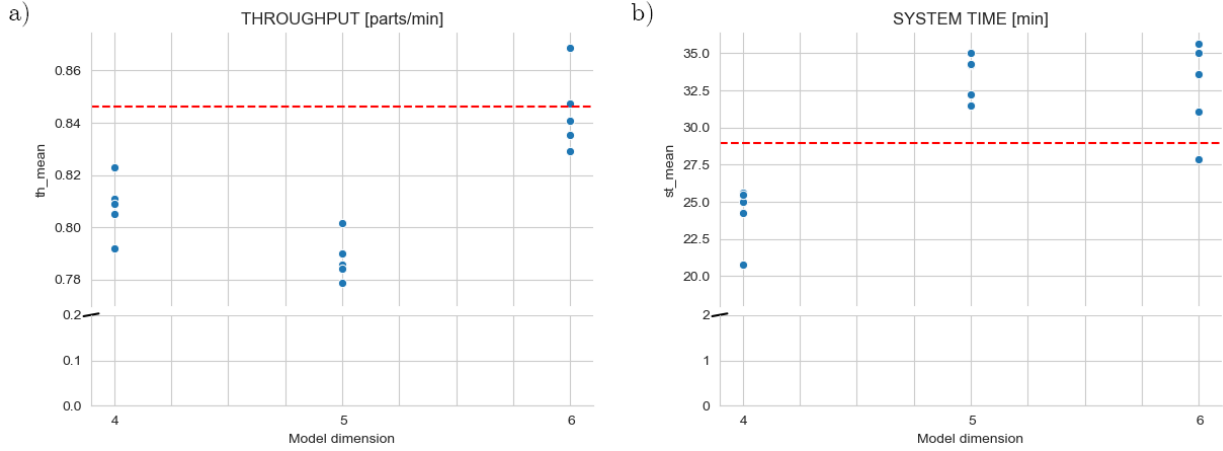 a)
THROUGHPUT [parts/min]
th_mean
0.86
0.84
0.82
0.80
0.78
0.2
0.1
0.0
4 5 6
Model dimension
b)
SYSTEM TIME [min]
st_mean
35.0
32.5
30.0
27.5
25.0
22.5
20.0
2
1
0
4 5 6
Model dimension